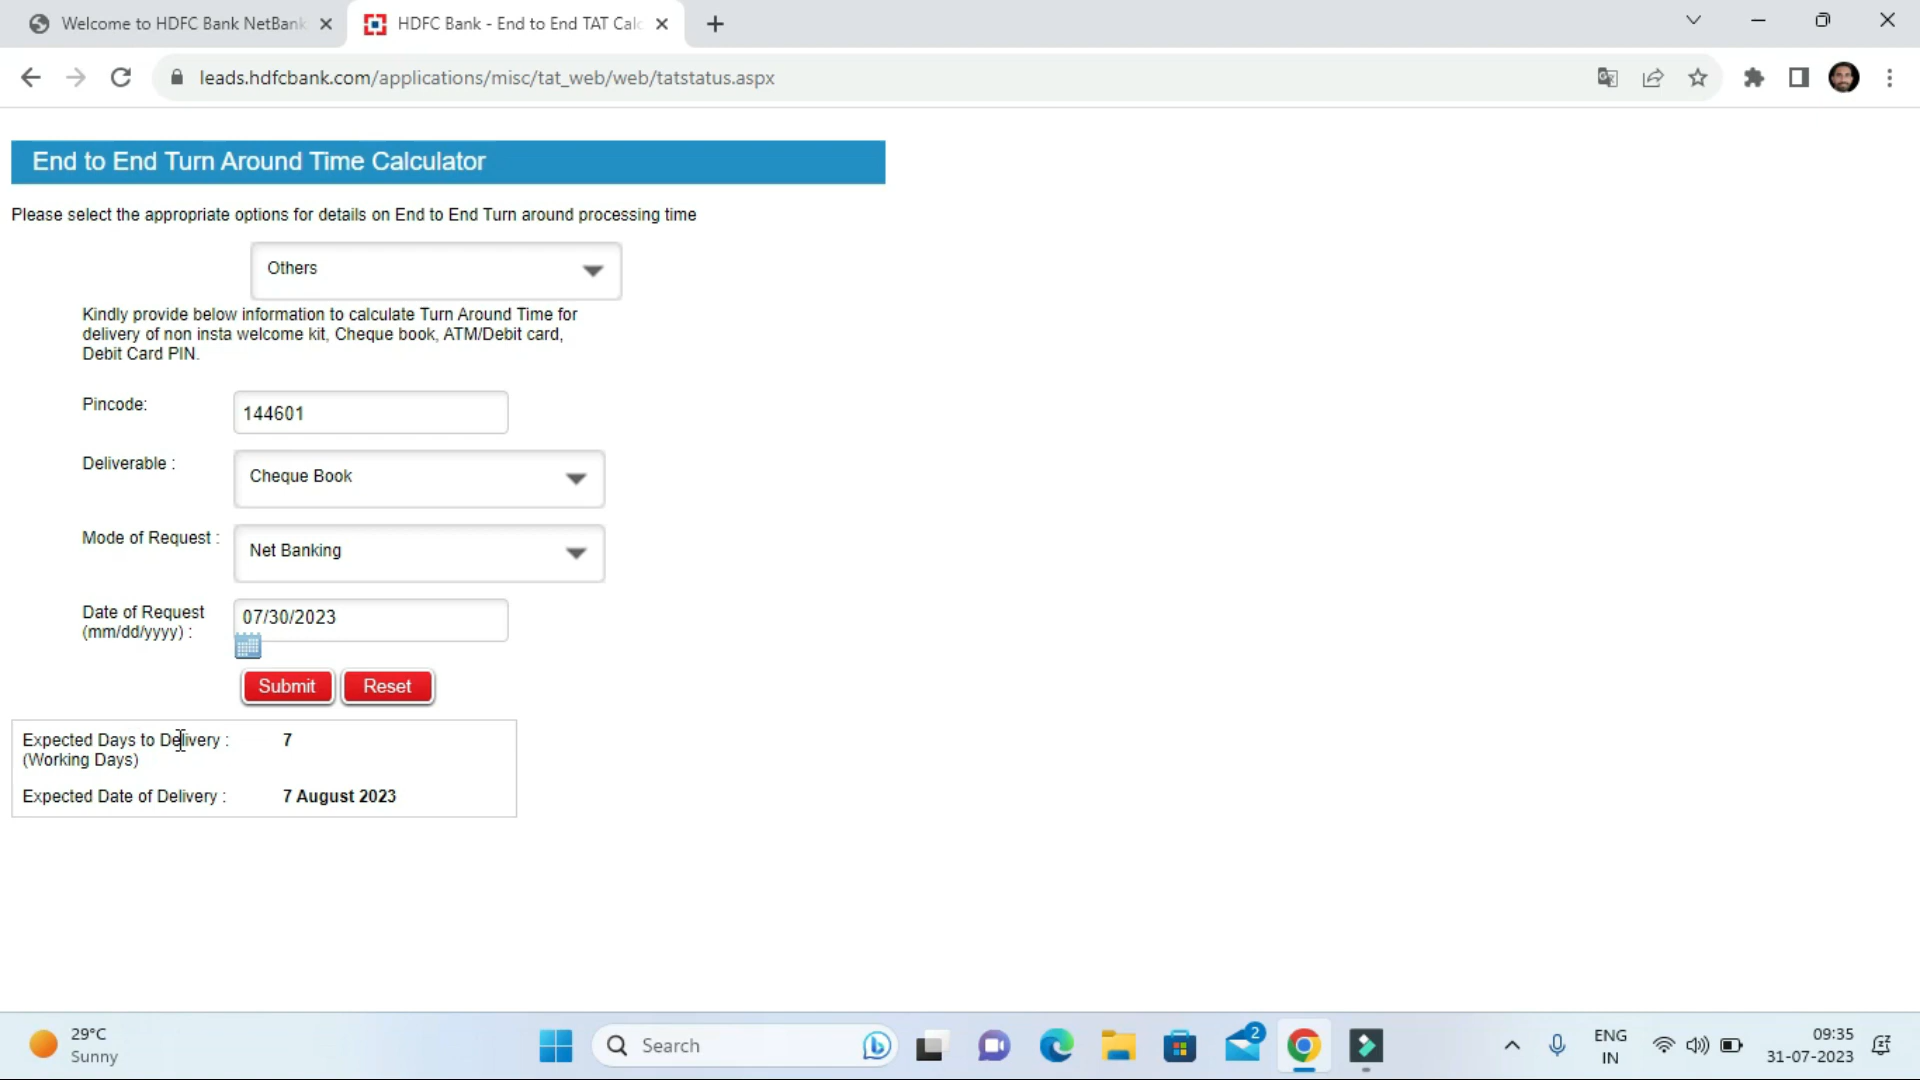 Welcome to HDFC Bank NetBank
HDFC Bank - End to End TAT Calc
leads.hdfcbank.com/applications/misc/tat_web/web/tatstatus.aspx
End to End Turn Around Time Calculator
Please select the appropriate options for details on End to End Turn around processing time
Others
Kindly provide below information to calculate Turn Around Time for
delivery of non insta welcome kit, Cheque book, ATM/Debit card,
Debit Card PIN.
Pincode:
144601
Deliverable :
Cheque Book
Mode of Request :
Net Banking
Date of Request
(mm/dd/yyyy) :
07/30/2023
Submit
Reset
Expected Days to Delivery :
(Working Days)
7
Expected Date of Delivery :
7 August 2023
29°C
Sunny
Search
2
ENG
IN
09:35
31-07-2023